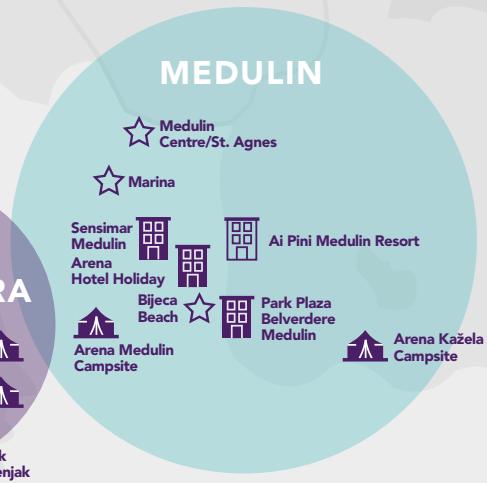 MEDULIN
Medulin
Centre/St. Agnes
Marina
Sensimar
Medulin
Arena
Hotel Holiday
Ai Pini Medulin Resort
Bijeca
Beach
Park Plaza
Belverdere
Medulin
Arena Medulin
Campsite
Arena Kažela
Campsite
RA
k
enjak